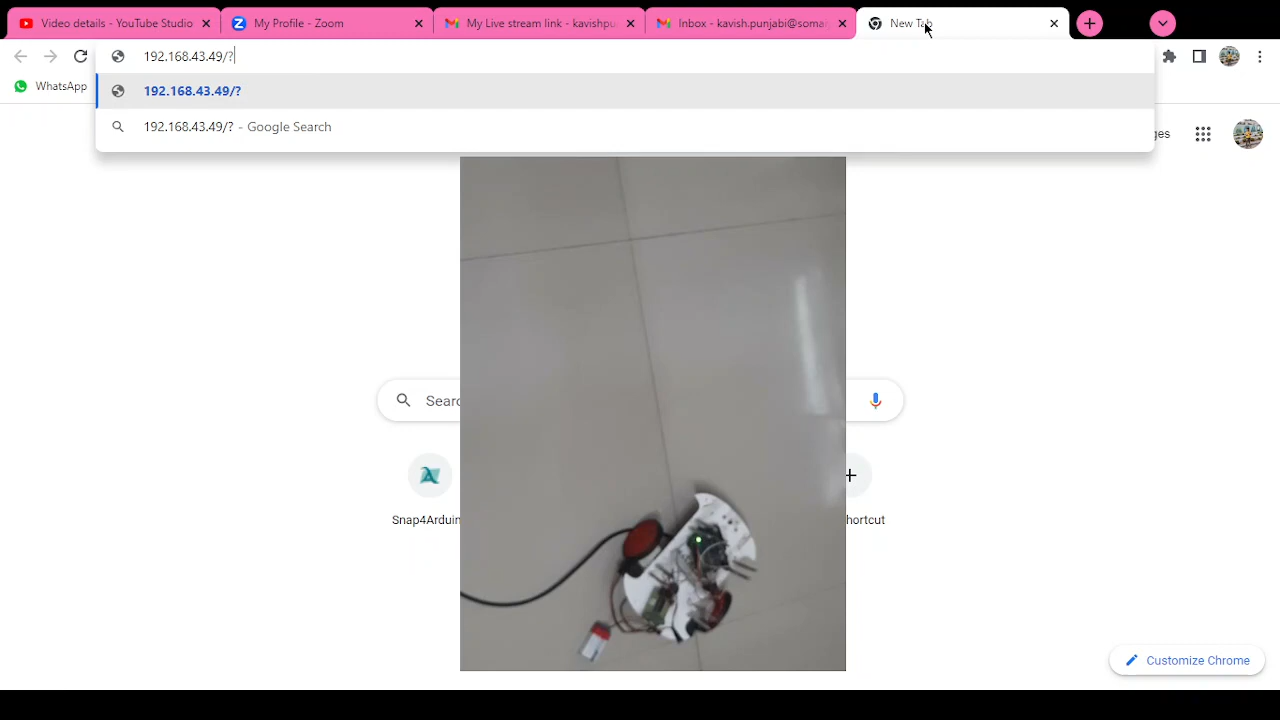 Video details - YouTube Studio
My Profile - Zoom
My Live stream link - kavishpu
Inbox - kavish.punjabi@somai
New Tab
192.168.43.49/?
WhatsApp
192.168.43.49/?
192.168.43.49/? - Google Search
ges
Searc
Snap4Arduin
hortcut
Customize Chrome